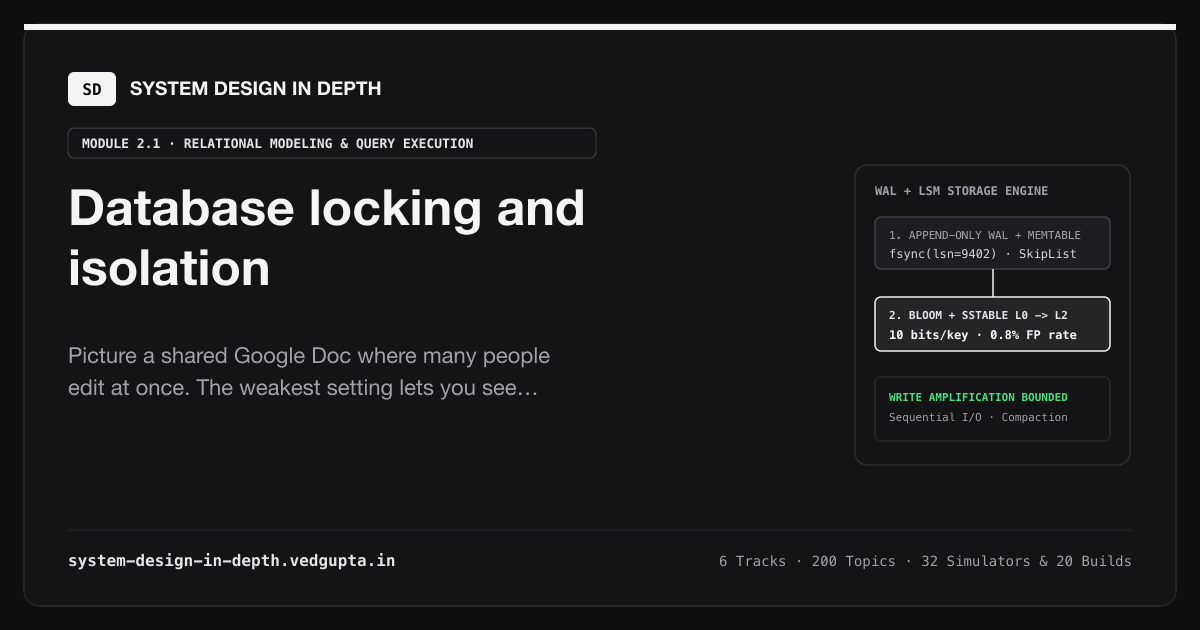 SD SYSTEM DESIGN IN DEPTH
MODULE 2.1 · RELATIONAL MODELING & QUERY EXECUTION
Database locking and
isolation
Picture a shared Google Doc where many people
edit at once. The weakest setting lets you see…
WAL + LSM STORAGE ENGINE
1. APPEND-ONLY WAL + MEMTABLE
fsync(lsn=9402) · SkipList
2. BLOOM + SSTABLE L0 -> L2
10 bits/key · 0.8% FP rate
WRITE AMPLIFICATION BOUNDED
Sequential I/O · Compaction
system-design-in-depth.vedgupta.in
6 Tracks · 200 Topics · 32 Simulators & 20 Builds